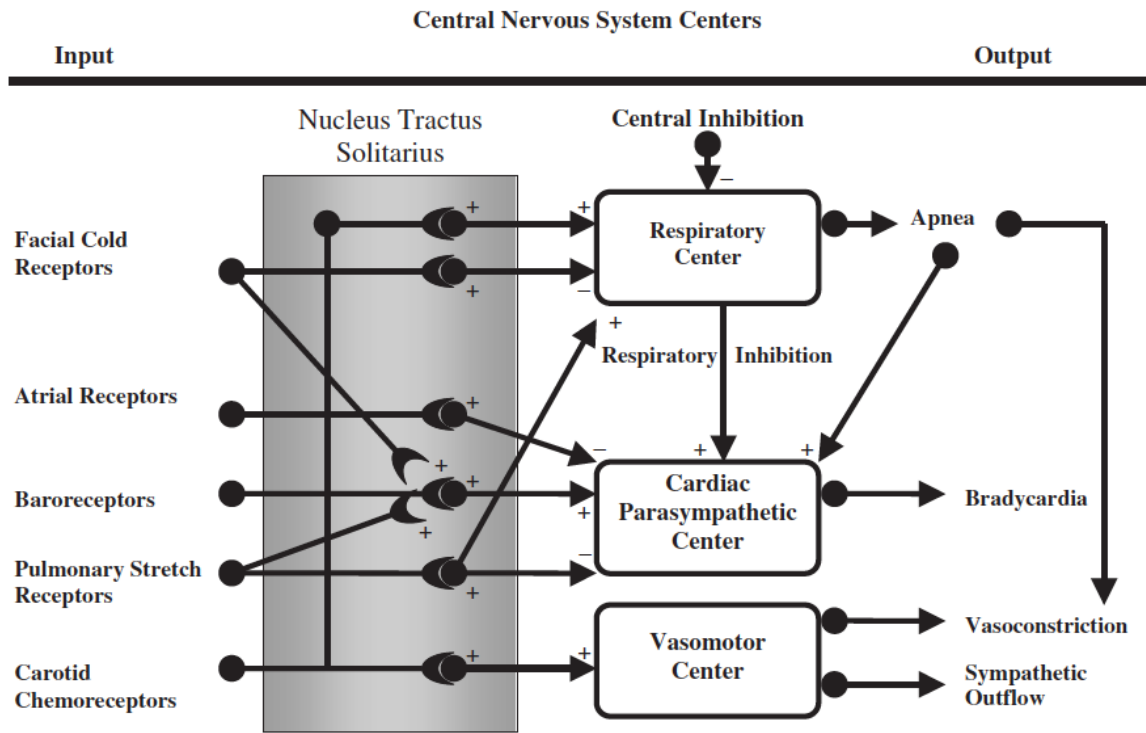 Central Nervous System Centers
Input
Output
Nucleus Tractus
Solitarius
Central Inhibition
−
+
+
Respiratory
Center
Apnea
Facial Cold
Receptors
+
−
+
Respiratory
Inhibition
Atrial Receptors
+
−
+
+
Cardiac
Parasympathetic
Center
Baroreceptors
+
+
+
+
Bradycardia
Pulmonary Stretch
Receptors
+
−
Vasomotor
Center
Vasoconstriction
Carotid
Chemoreceptors
+
+
Sympathetic
Outflow